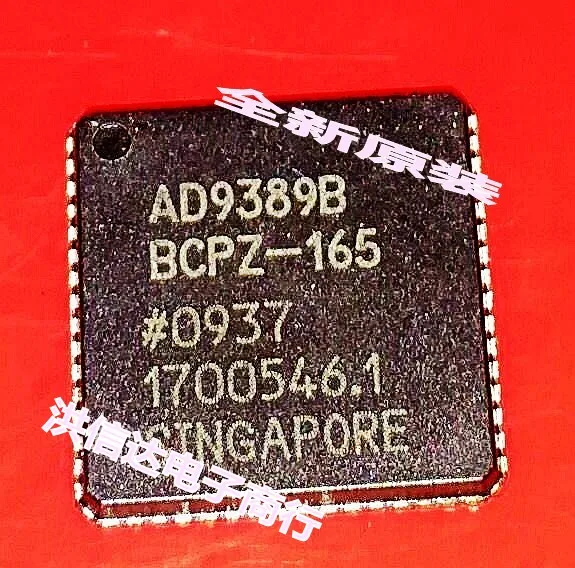 全新原装
AD9389B
BCPZ-165
#0937
1700546.1
SINGAPORE
洪信达电子商行